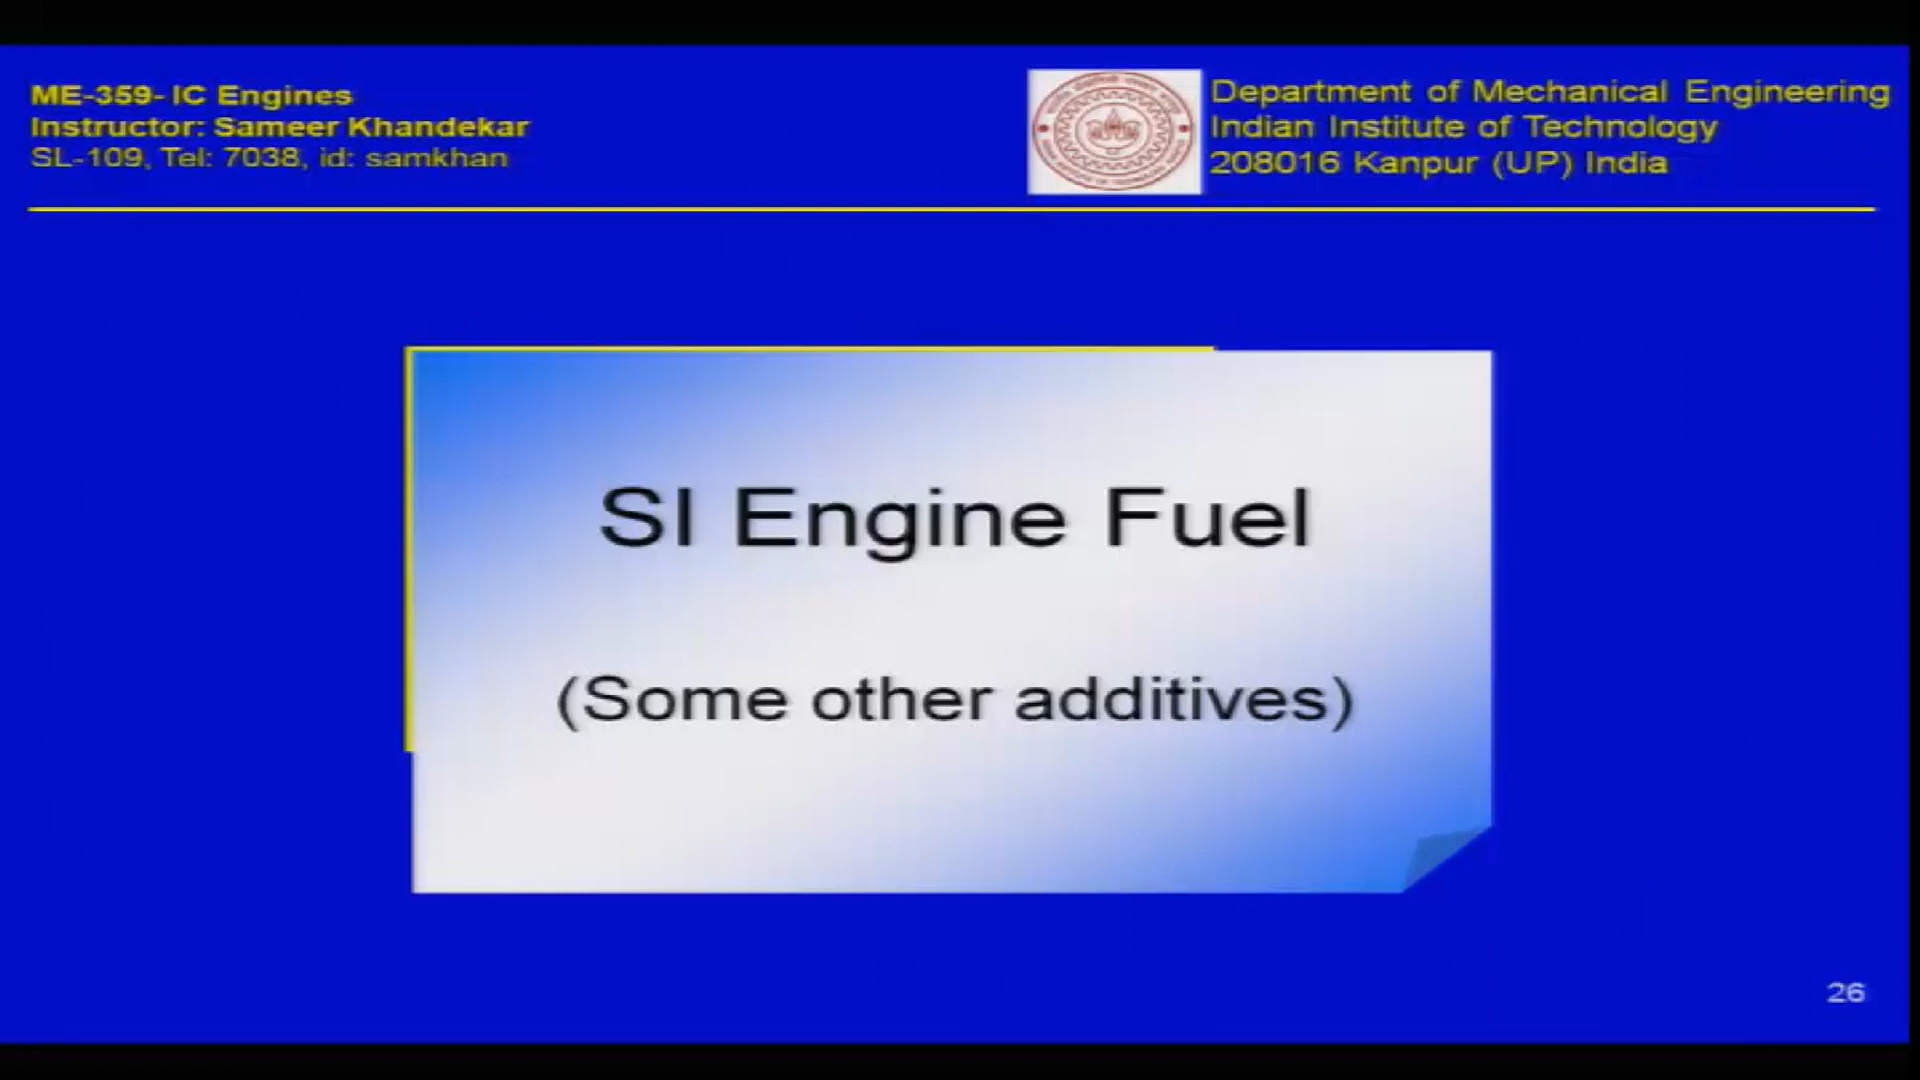 ME-359- IC Engines
Instructor: Sameer Khandekar
SL-109, Tel: 7038, id: samkhan
Department of Mechanical Engineering
Indian Institute of Technology
208016 Kanpur (UP) India
SI Engine Fuel
(Some other additives)
26